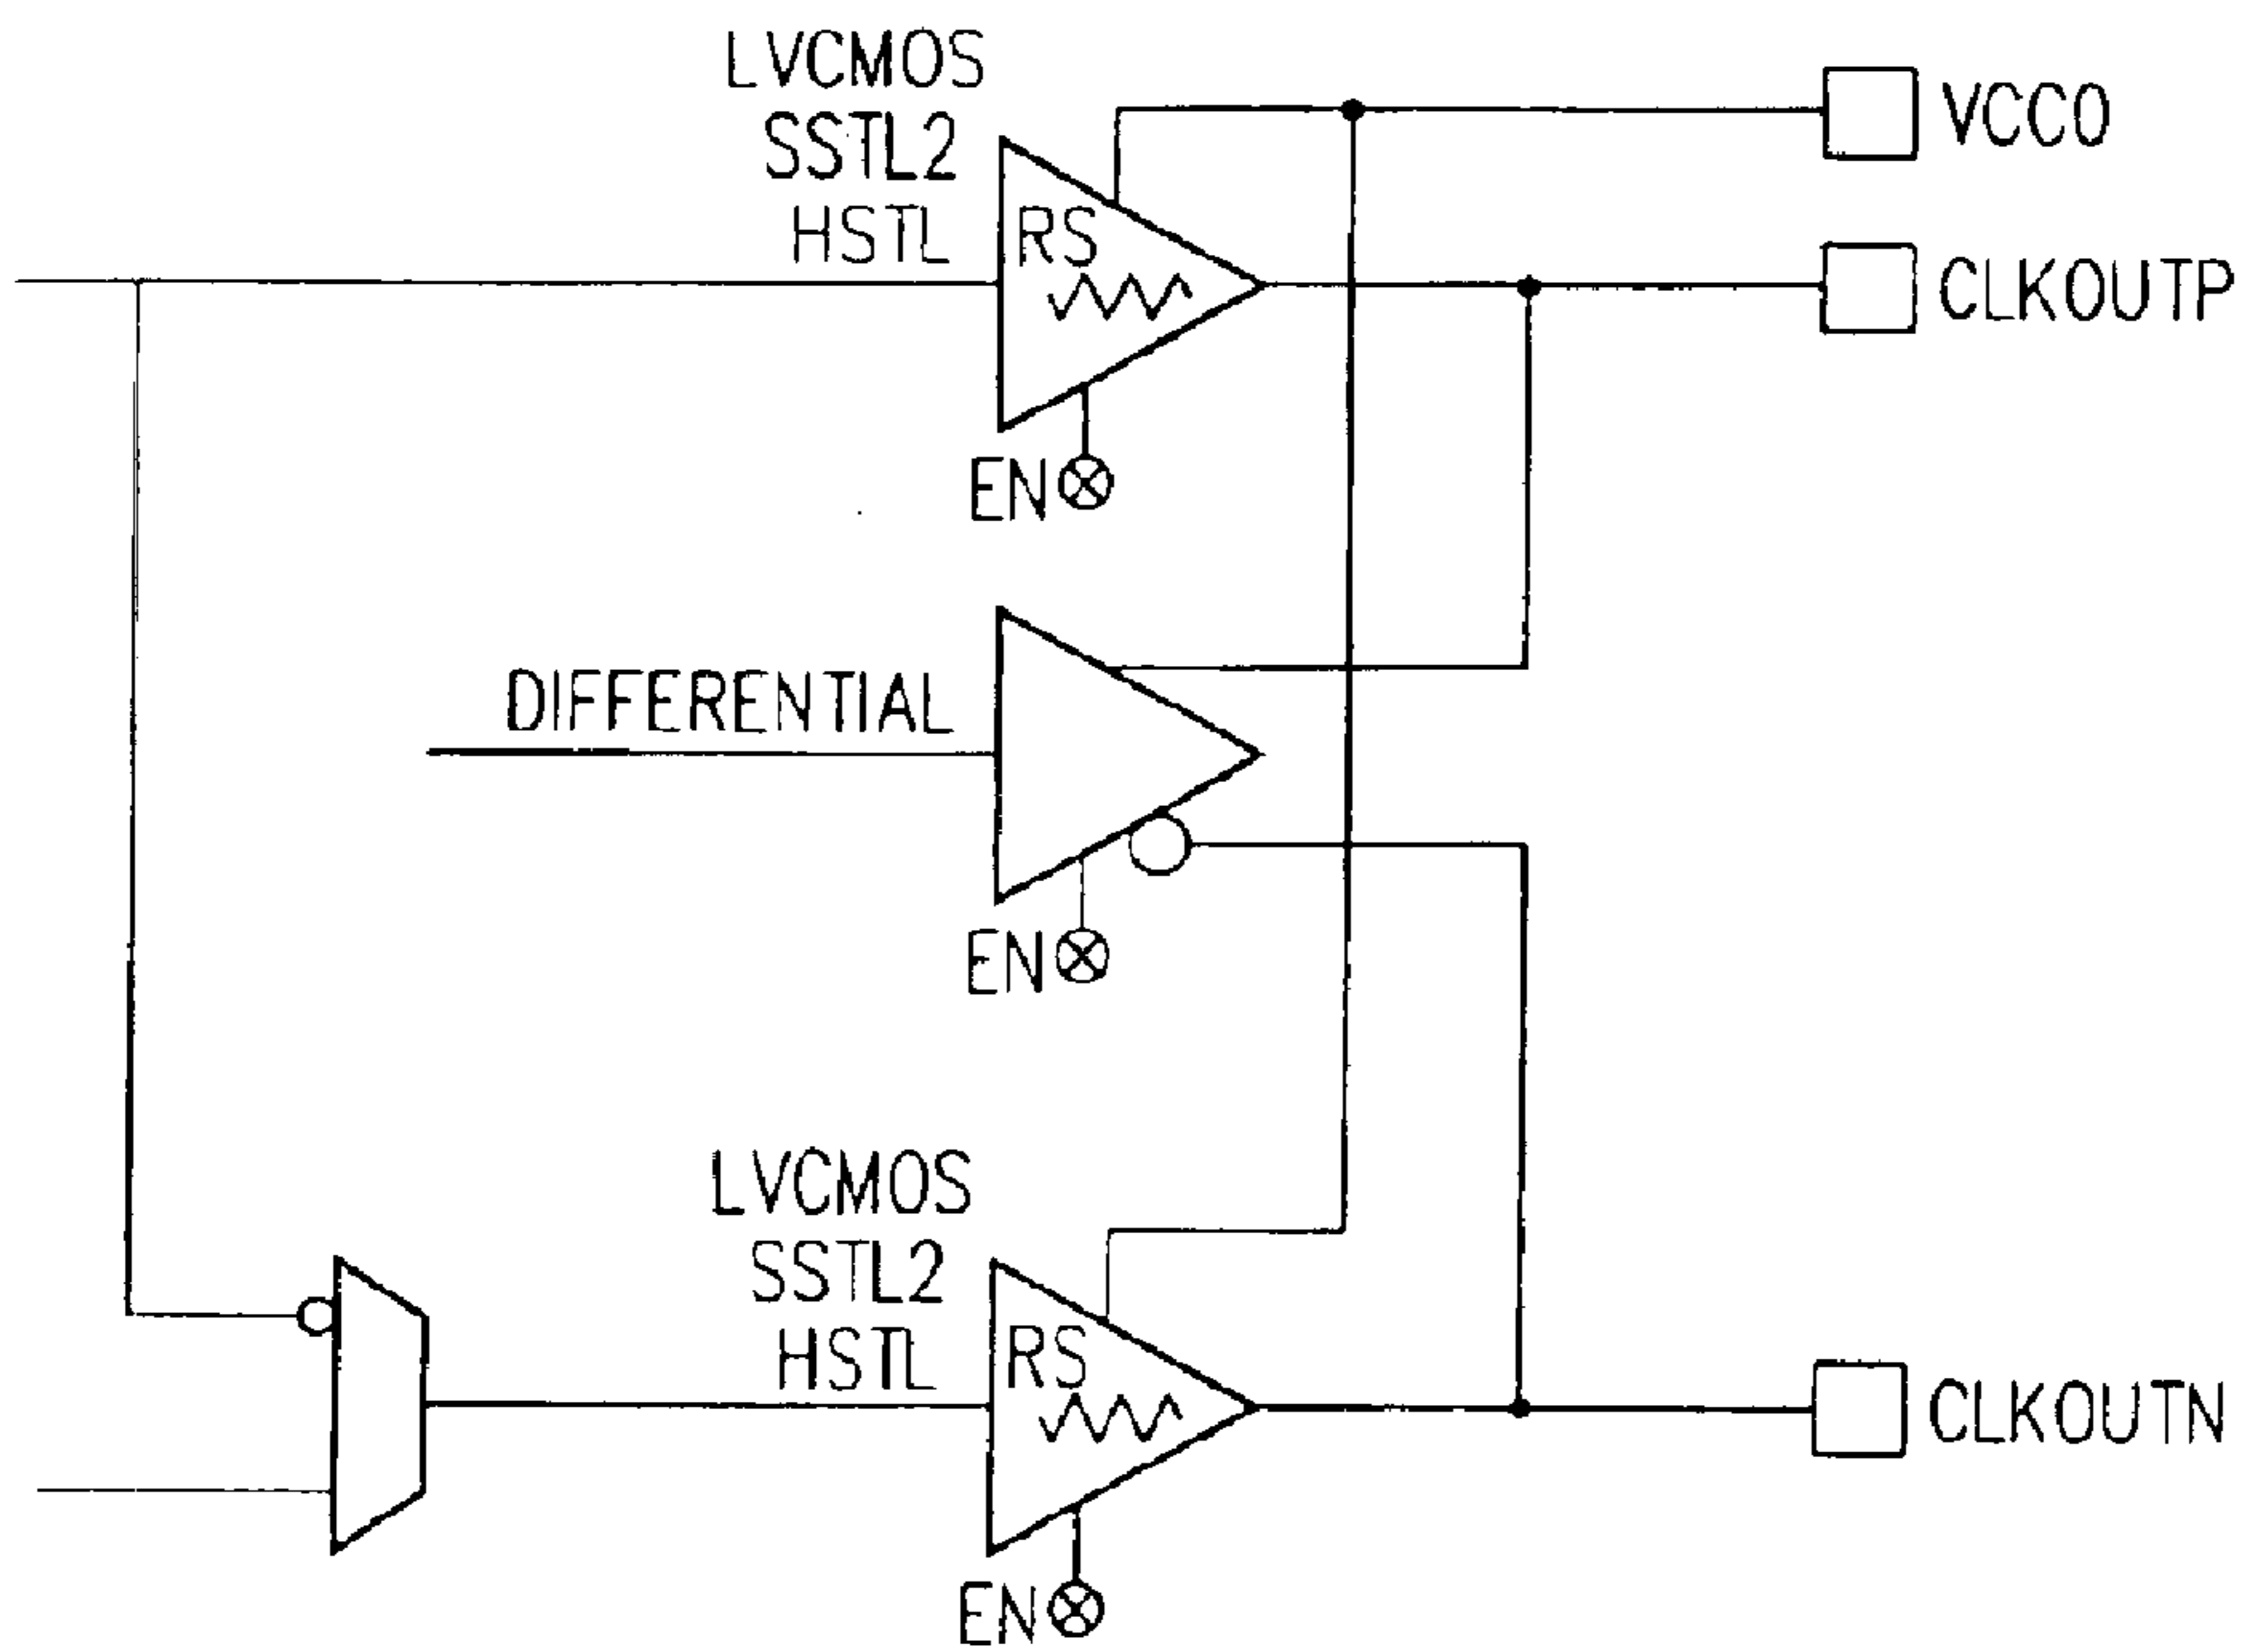 LVCMOS
SSTL2
HSTL
RS
VCCO
CLKOUTP
EN
DIFFERENTIAL
EN
LVCMOS
SSTL2
HSTL
RS
CLKOUTN
EN